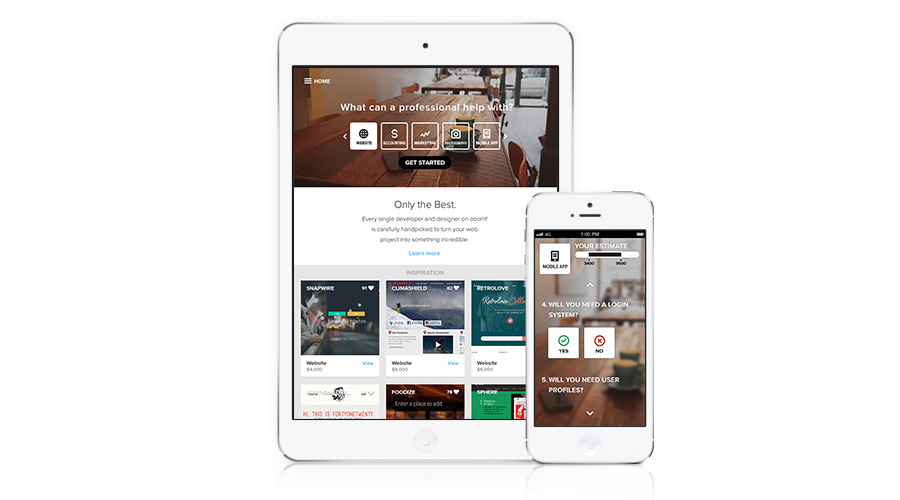 HOME
What can a professional help with?
WEBSITE
ACCOUNTING
MARKETING
PHOTOGRAPHY
MOBILE APP
GET STARTED
Only the Best.
Every single developer and designer on ooomf
is carefully handpicked to turn your web
project into something incredible.
Learn more
INSPIRATION
SNAPWIRE 91
Website View
$4,000
CLIMASHIELD 82
Website View
$8,000
RETROLOVE
Retrolove
Website
$5,000
HI, THIS IS FORTYONETWENTY.
FOODIZE 78
Enter a place to add
SPHERE
4G 1:00 PM
MOBILE APP
YOUR ESTIMATE
3400 9600
4. WILL YOU NEED A LOGIN
SYSTEM?
YES NO
5. WILL YOU NEED USER
PROFILES?